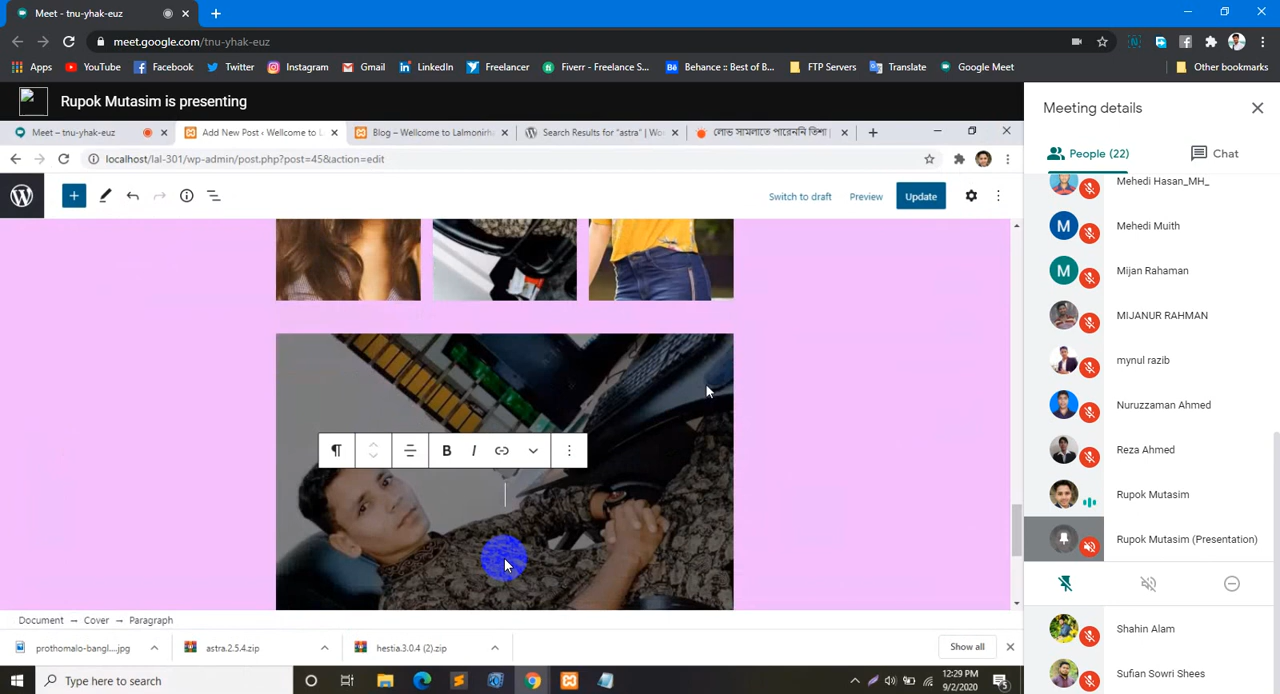 Meet - tnu-yhak-euz
meet.google.com/tnu-yhak-euz
Apps YouTube Facebook Twitter Instagram Gmail LinkedIn Freelancer Fiverr - Freelance S... Behance :: Best of B... FTP Servers Translate Google Meet Other bookmarks
Rupok Mutasim is presenting
Meet – tnu-yhak-euz Add New Post ‹ Wellcome to L Blog – Wellcome to Lalmonirh Search Results for "astra" | Wo লোভ সামলাতে পারেননি তিশা |
localhost/lal-301/wp-admin/post.php?post=45&action=edit
Switch to draft Preview Update
B I
Document → Cover → Paragraph
prothomalo-bangl....jpg astra.2.5.4.zip hestia.3.0.4 (2).zip Show all
Meeting details
People (22) Chat
Mehedi Hasan_MH_
M Mehedi Muith
M Mijan Rahaman
MIJANUR RAHMAN
mynul razib
Nuruzzaman Ahmed
Reza Ahmed
Rupok Mutasim
Rupok Mutasim (Presentation)
Shahin Alam
Sufian Sowri Shees
Type here to search
12:29 PM
9/2/2020
5